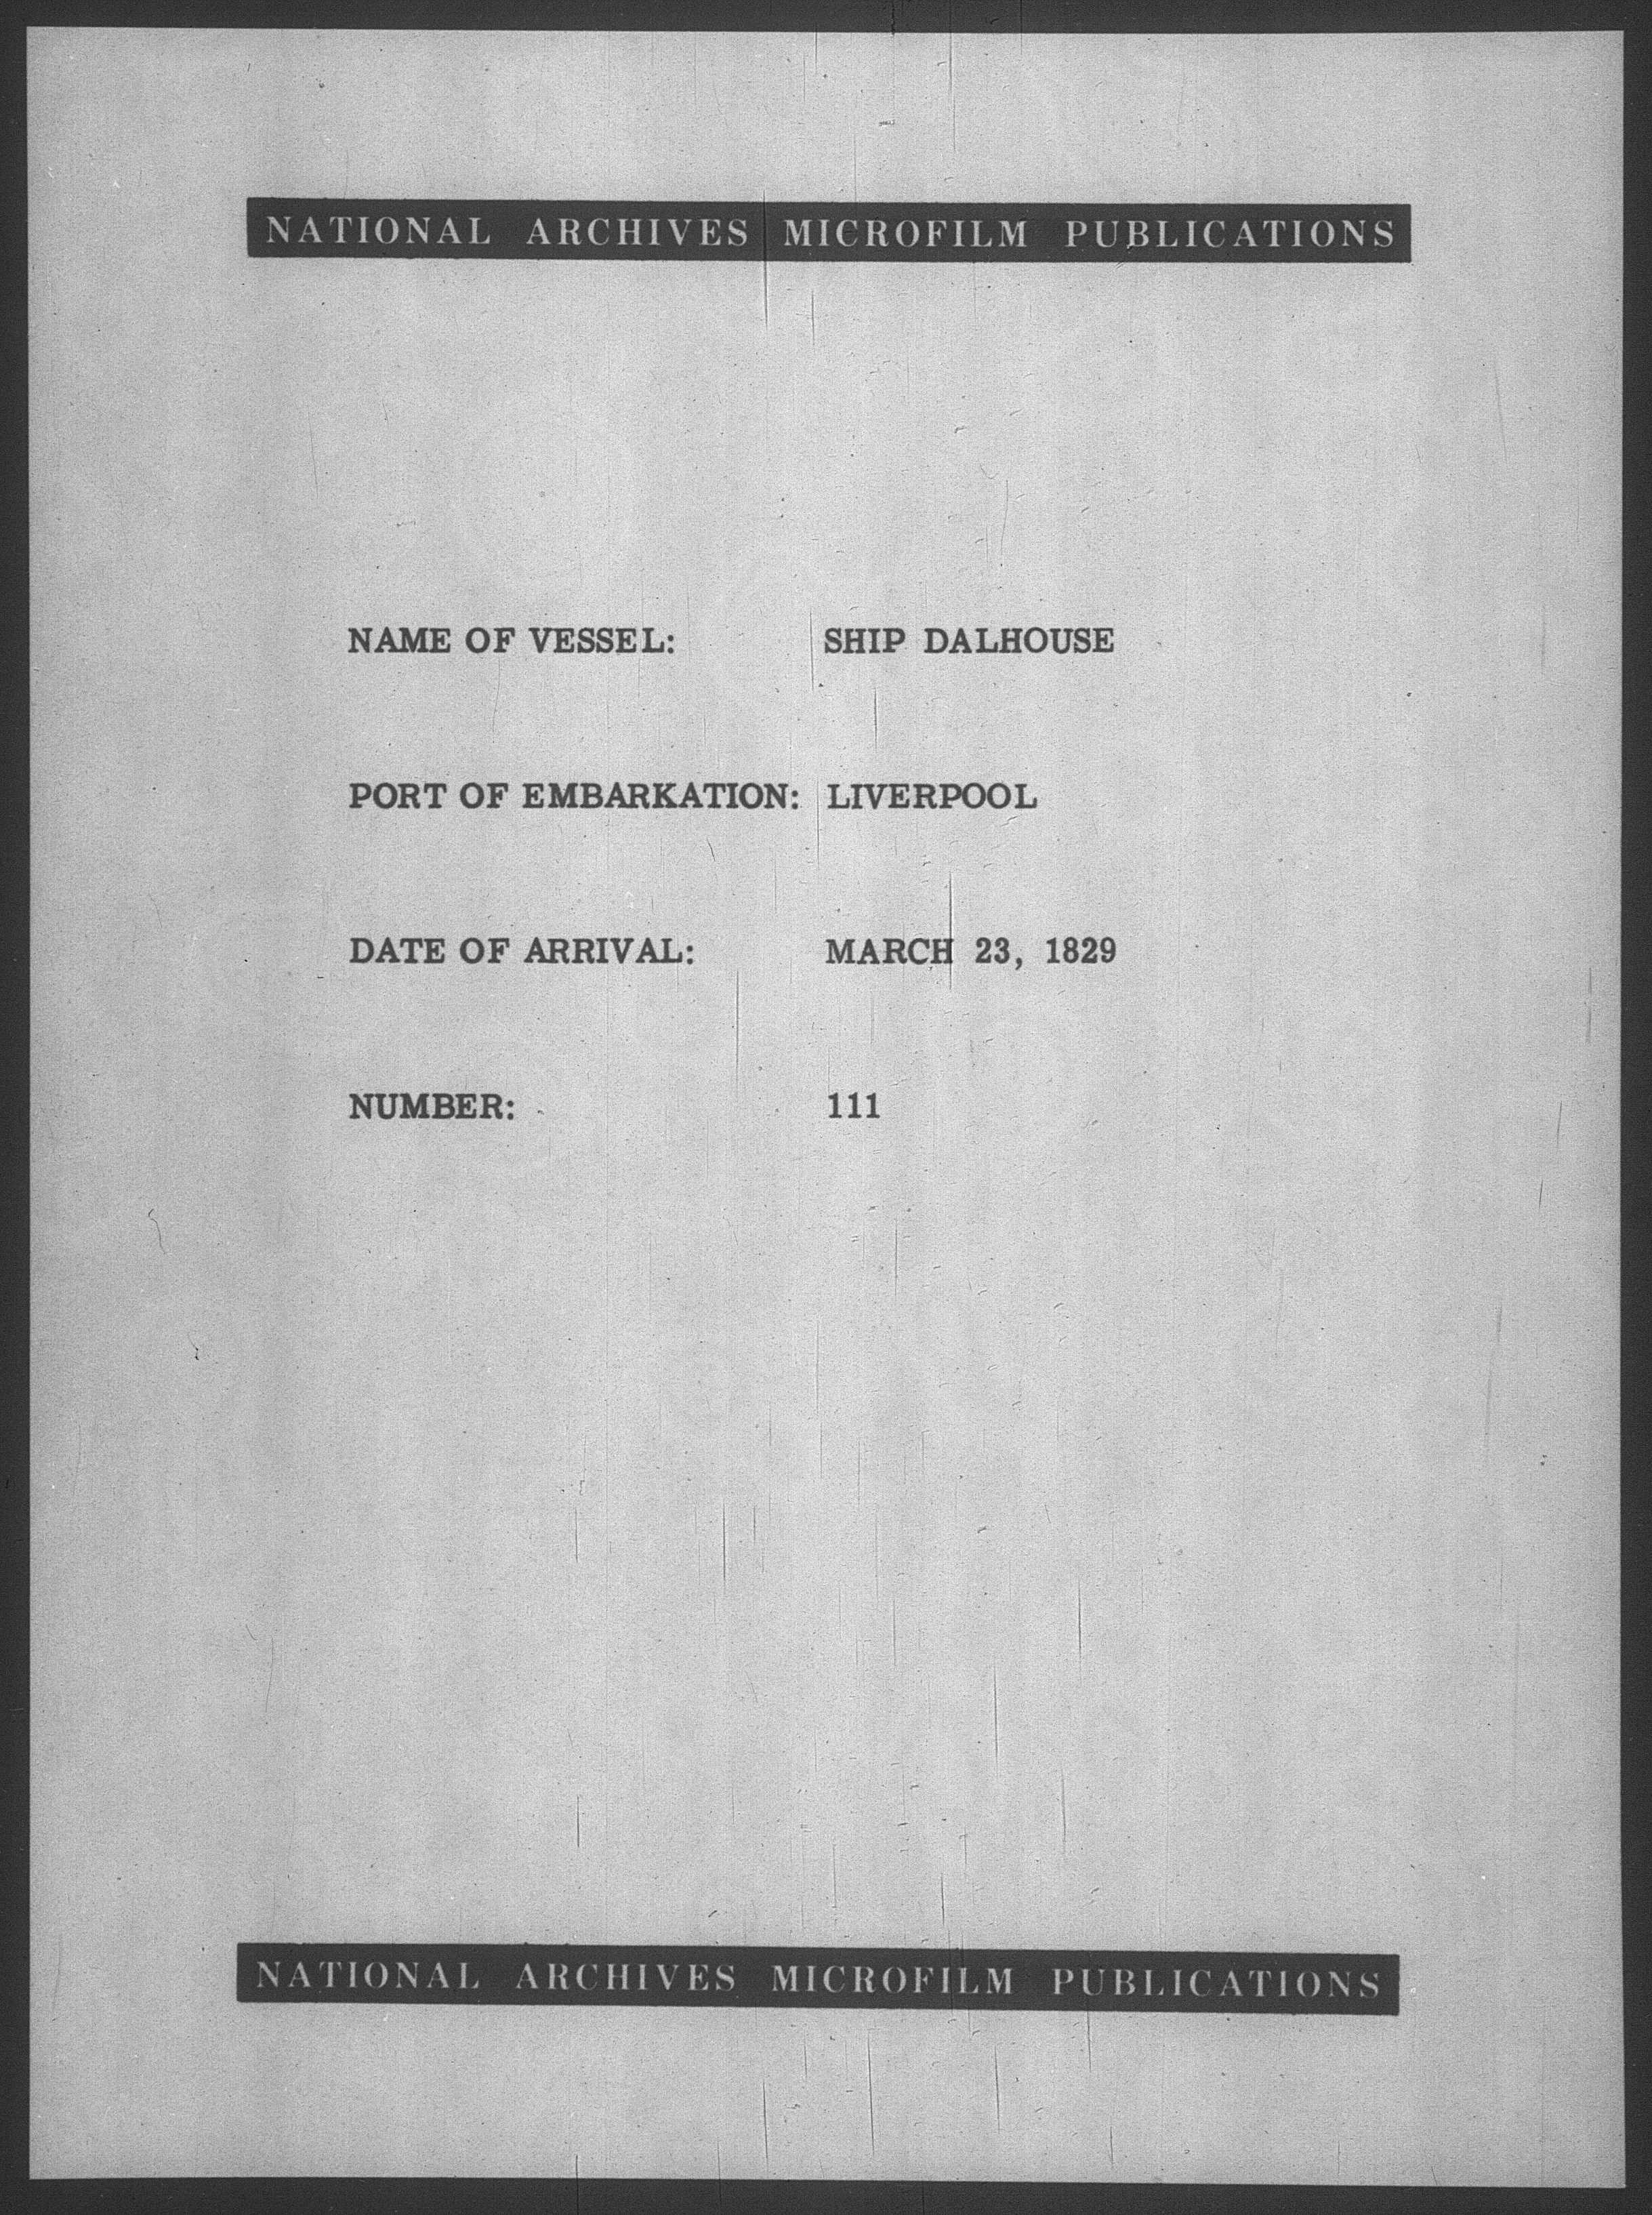 NATIONAL ARCHIVES MICROFILM PUBLICATIONS
NAME OF VESSEL: SHIP DALHOUSE
PORT OF EMBARKATION: LIVERPOOL
DATE OF ARRIVAL: MARCH 23, 1829
NUMBER: 111
NATIONAL ARCHIVES MICROFILM PUBLICATIONS